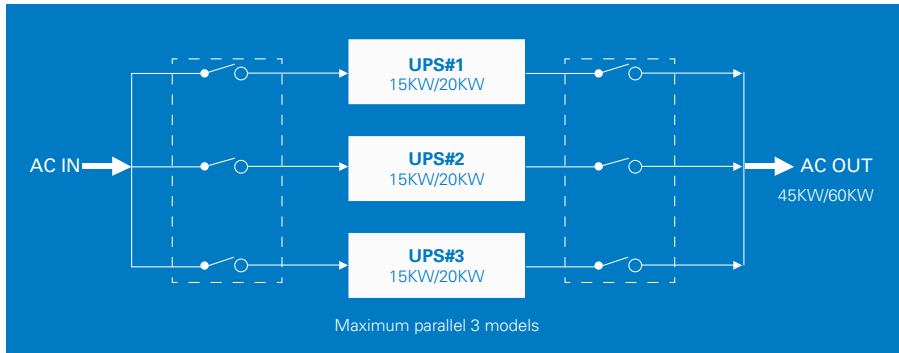 UPS#1
15KW/20KW
AC IN
UPS#2
15KW/20KW
AC OUT
45KW/60KW
UPS#3
15KW/20KW
Maximum parallel 3 models